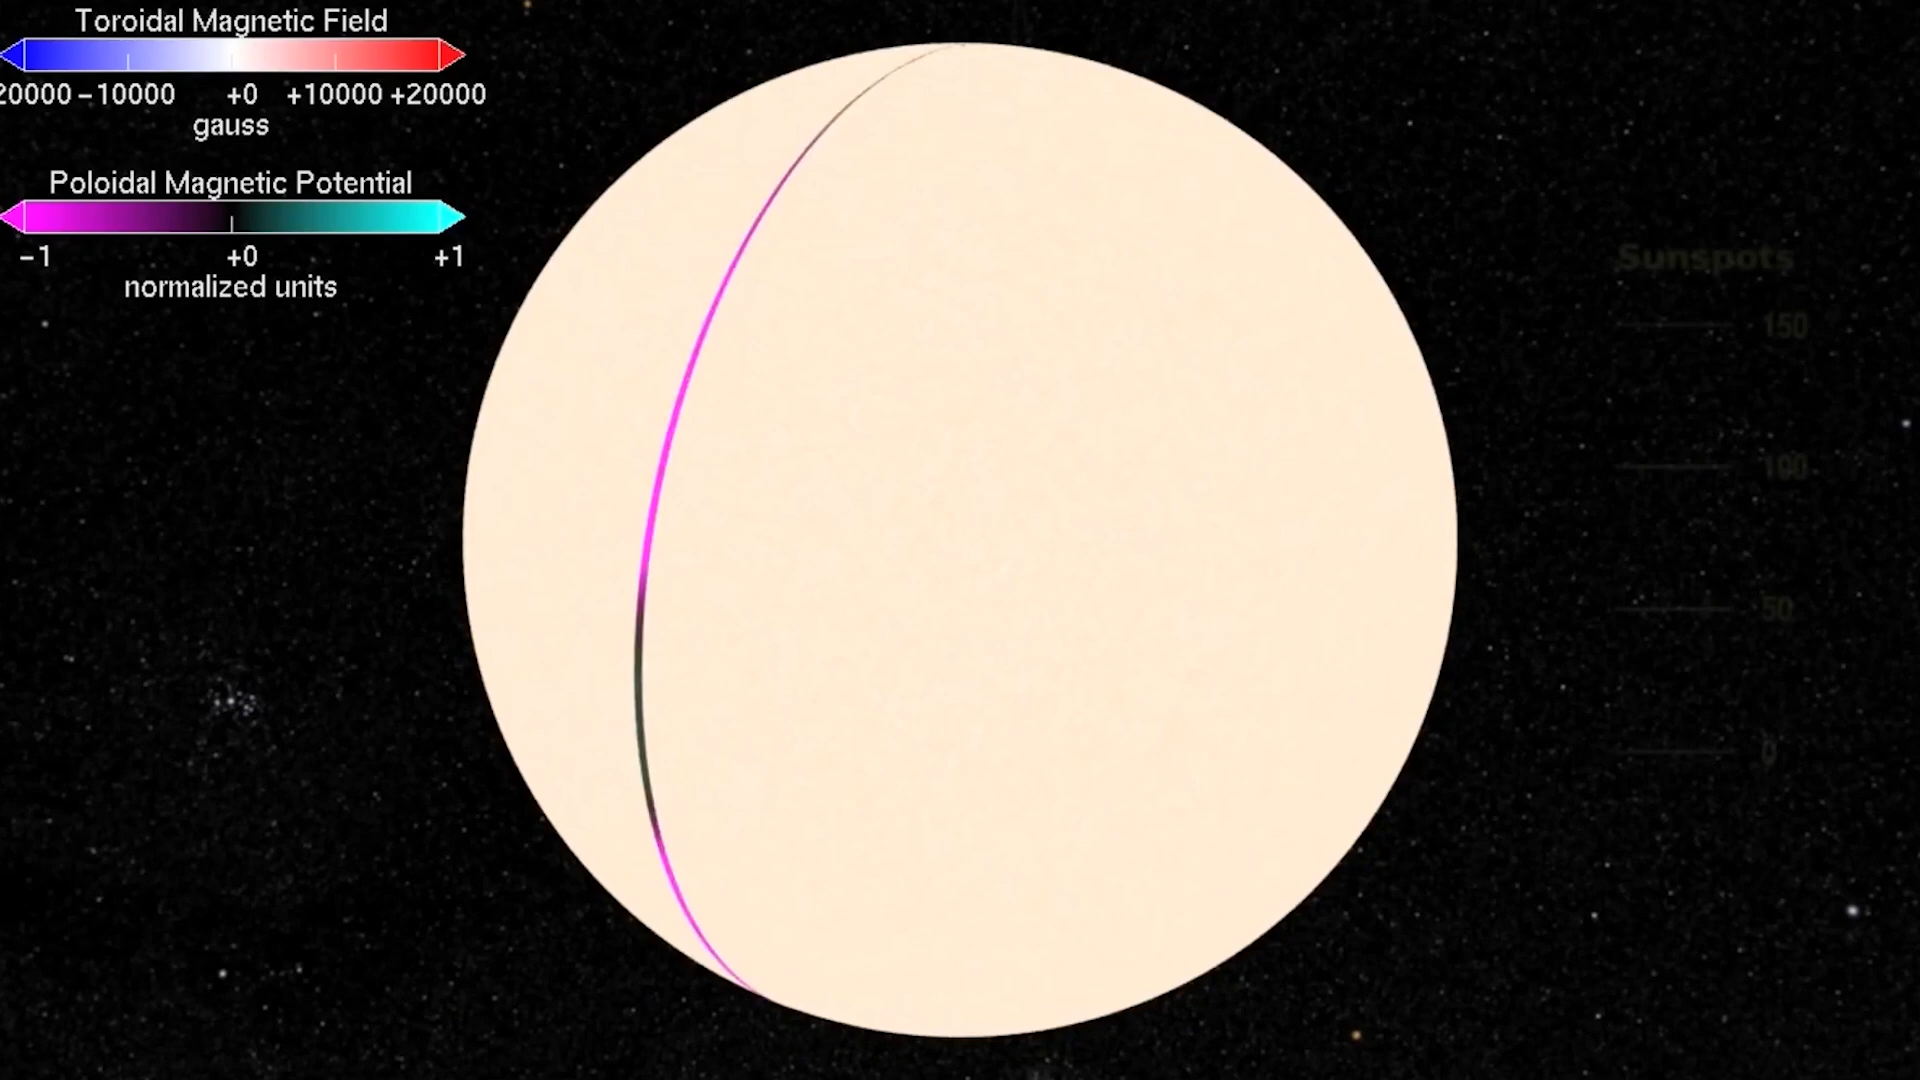 Toroidal Magnetic Field
20000 -10000 +0 +10000 +20000
gauss
Poloidal Magnetic Potential
-1 +0 +1
normalized units
Sunspots
150
100
50
0